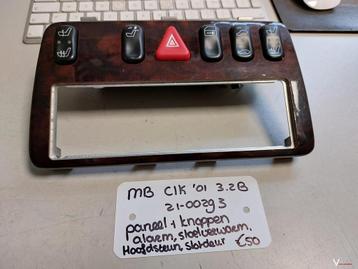 MB Clk '01 3.2B
21-00293
paneel + knoppen
alarm, stoelverwarm.
Hoofdsteun, slotdeur €50